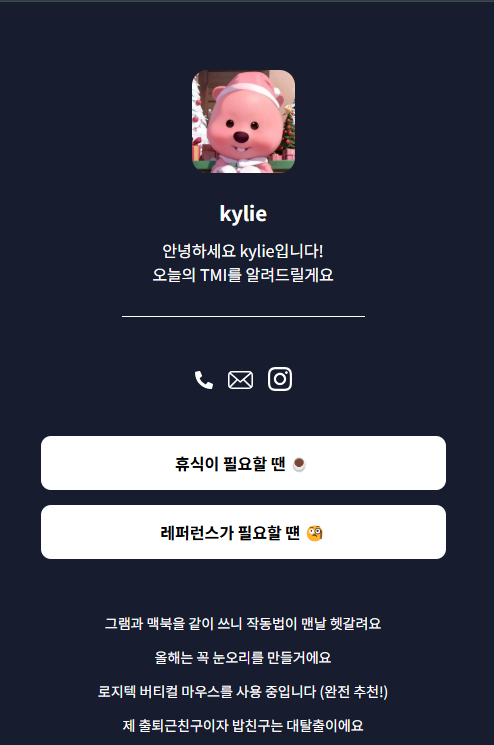 kylie
안녕하세요 kylie입니다!
오늘의 TMI를 알려드릴게요
휴식이 필요할 땐 ☕
레퍼런스가 필요할 떈 🧐
그램과 맥북을 같이 쓰니 작동법이 맨날 헷갈려요
올해는 꼭 눈오리를 만들거에요
로지텍 버티컬 마우스를 사용 중입니다 (완전 추천!)
제 출퇴근친구이자 밥친구는 대탈출이에요